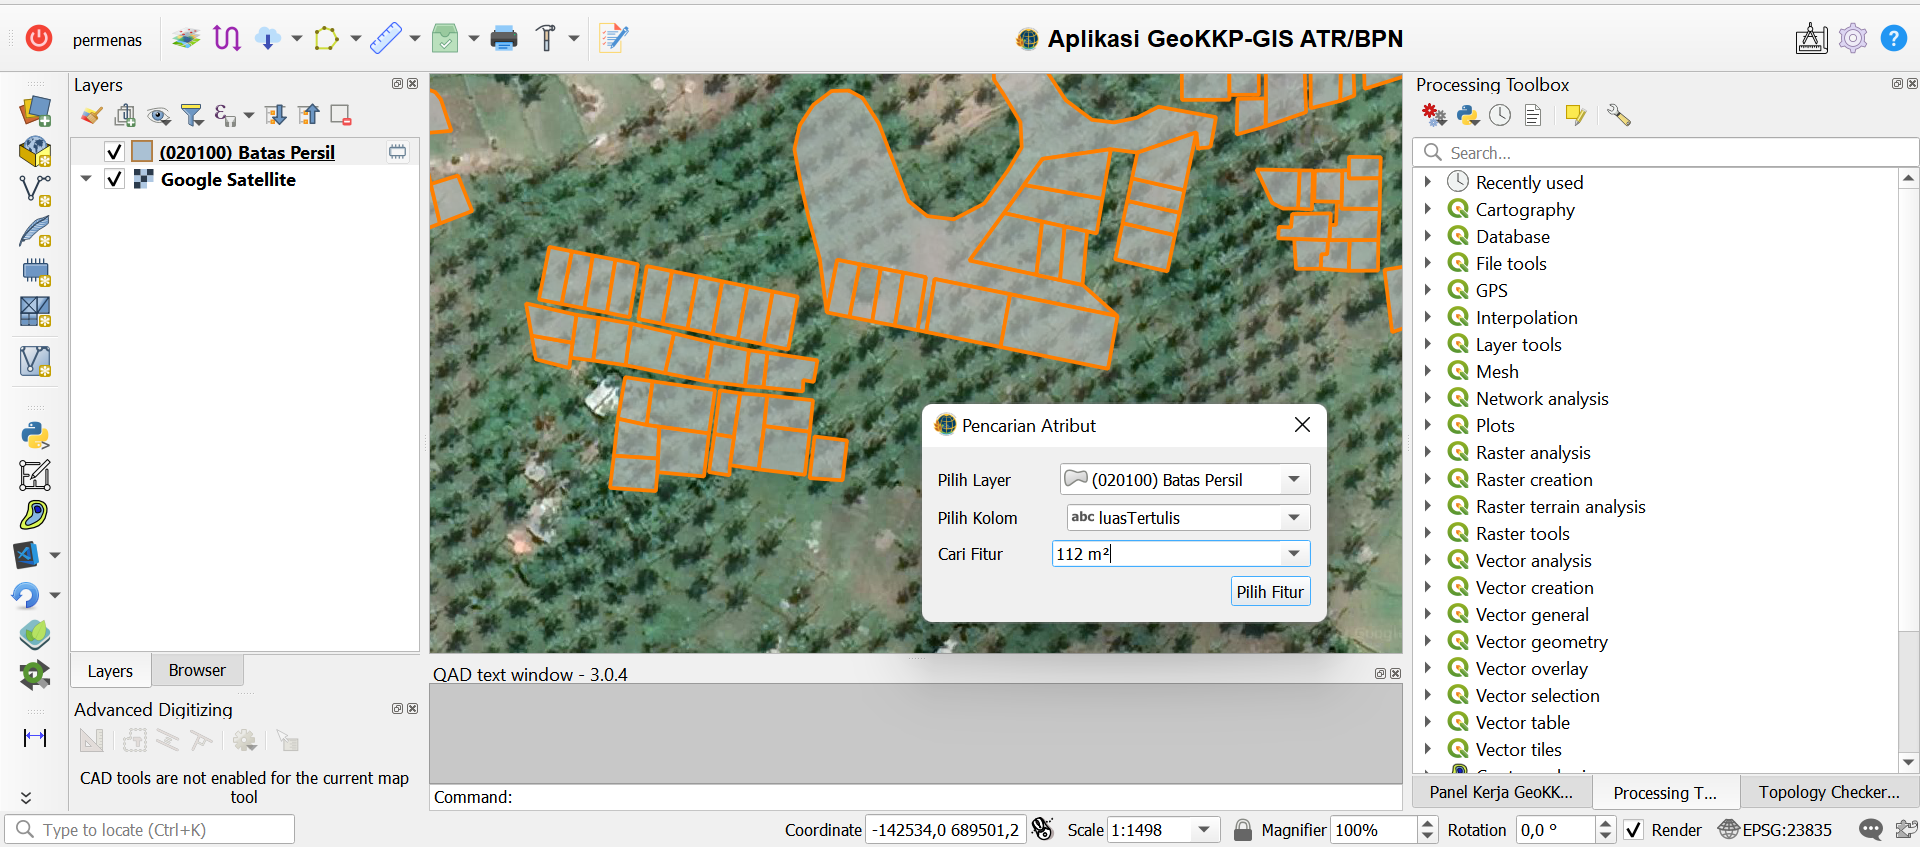 permenas
Aplikasi GeoKKP-GIS ATR/BPN
Layers
(020100) Batas Persil
Google Satellite
Layers
Browser
Advanced Digitizing
CAD tools are not enabled for the current map
tool
Pencarian Atribut
Pilih Layer
(020100) Batas Persil
Pilih Kolom
abc luasTertulis
Cari Fitur
112 m²
Pilih Fitur
Google
QAD text window - 3.0.4
Command:
Processing Toolbox
Search...
Recently used
Cartography
Database
File tools
GPS
Interpolation
Layer tools
Mesh
Network analysis
Plots
Raster analysis
Raster creation
Raster terrain analysis
Raster tools
Vector analysis
Vector creation
Vector general
Vector geometry
Vector overlay
Vector selection
Vector table
Vector tiles
Panel Kerja GeoKK...
Processing T...
Topology Checker...
Type to locate (Ctrl+K)
Coordinate
-142534,0 689501,2
Scale
1:1498
Magnifier
100%
Rotation
0,0 °
Render
EPSG:23835